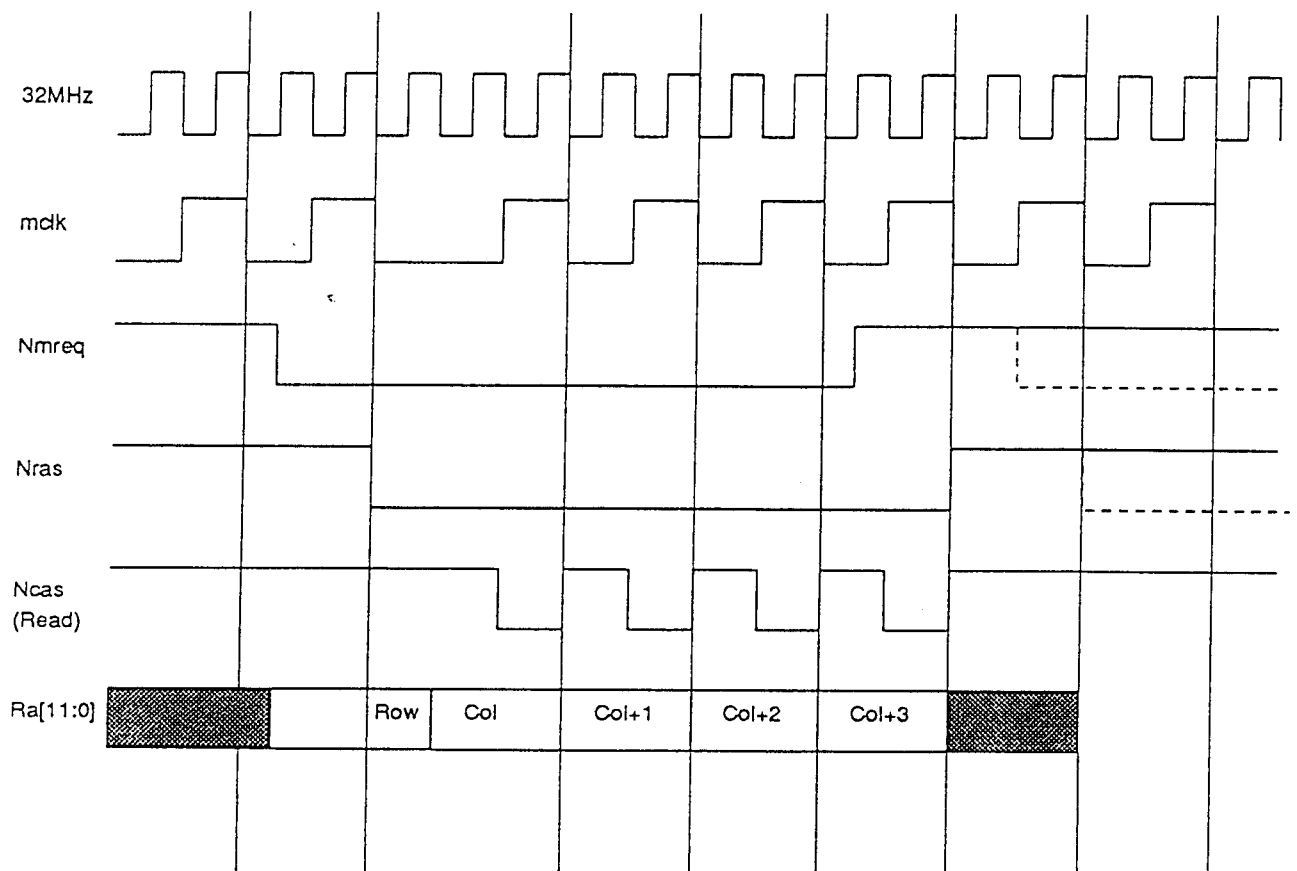 32MHz
mclk
Nmreq
Nras
Ncas
(Read)
Ra[11:0]
Row
Col
Col+1
Col+2
Col+3